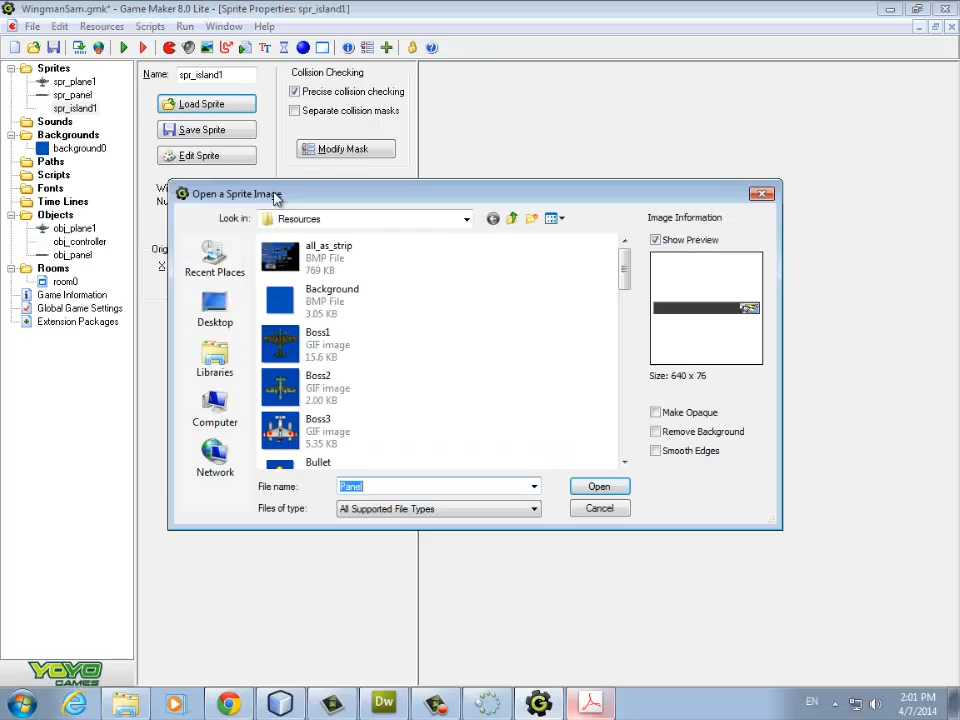 WingmanSam.gmk* - Game Maker 8.0 Lite - [Sprite Properties: spr_island1]
File Edit Resources Scripts Run Window Help
Sprites
spr_plane1
spr_panel
spr_island1
Sounds
Backgrounds
background0
Paths
Scripts
Fonts
Time Lines
Objects
obj_plane1
obj_controller
obj_panel
Rooms
room0
Game Information
Global Game Settings
Extension Packages
YOYO
GAMES
Name: spr_island1
Load Sprite
Save Sprite
Edit Sprite
Wi
Nu
Orig
X
Collision Checking
Precise collision checking
Separate collision masks
Modify Mask
Open a Sprite Image
Look in: Resources
Recent Places
Desktop
Libraries
Computer
Network
all_as_strip
BMP File
769 KB
Background
BMP File
3.05 KB
Boss1
GIF image
15.6 KB
Boss2
GIF image
2.00 KB
Boss3
GIF image
5.35 KB
Bullet
File name: Panel
Files of type: All Supported File Types
Open
Cancel
Image Information
Show Preview
Size: 640 x 76
Make Opaque
Remove Background
Smooth Edges
Dw
EN
2:01 PM
4/7/2014